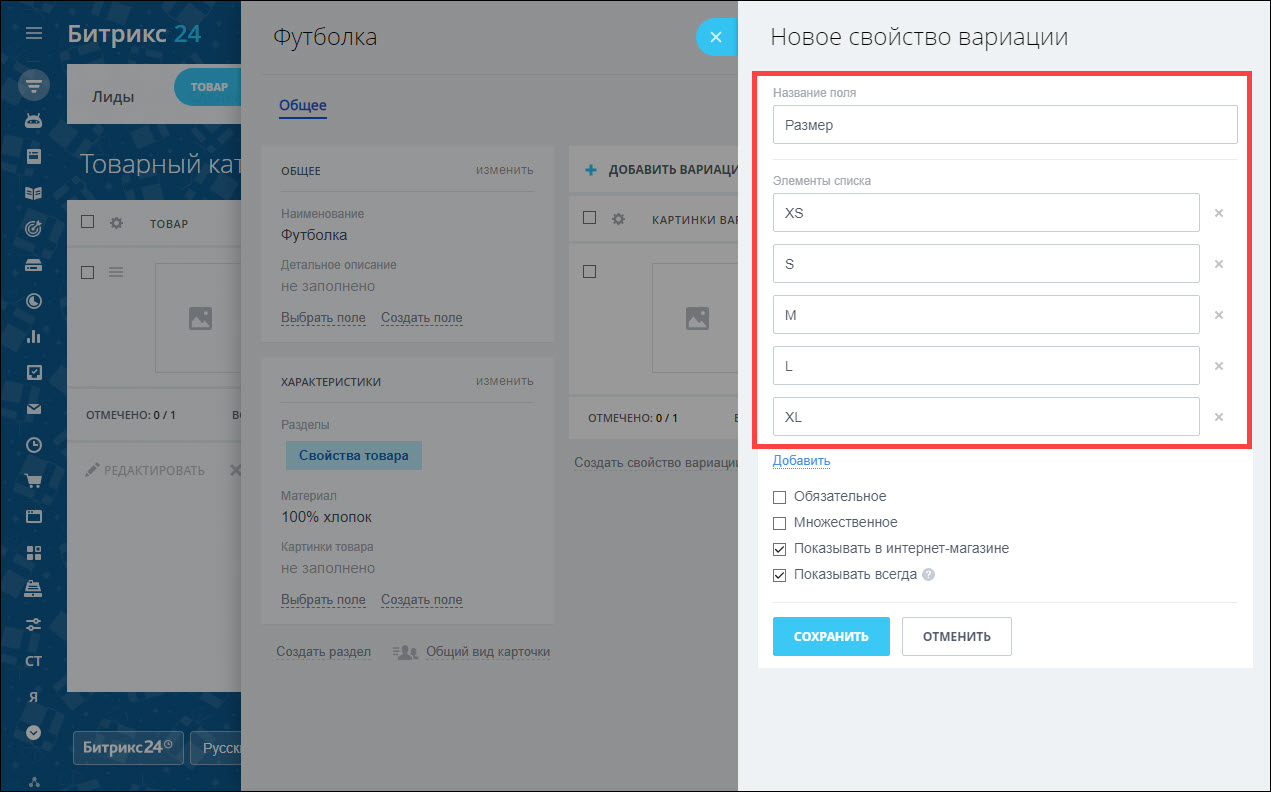 Битрикс 24
Лиды
ТОВАР
Товарный кат
ТОВАР
ОТМЕЧЕНО: 0 / 1
РЕДАКТИРОВАТЬ
СТ
Я
Битрикс24
Русск
Футболка
Общее
ОБЩЕЕ
изменить
Наименование
Футболка
Детальное описание
не заполнено
Выбрать поле Создать поле
ХАРАКТЕРИСТИКИ
изменить
Разделы
Свойства товара
Материал
100% хлопок
Картинки товара
не заполнено
Выбрать поле Создать поле
Создать раздел
Общий вид карточки
ДОБАВИТЬ ВАРИАЦИ
КАРТИНКИ ВАР
ОТМЕЧЕНО: 0 / 1
Создать свойство вариации
Новое свойство вариации
Название поля
Размер
Элементы списка
XS
S
M
L
XL
Добавить
Обязательное
Множественное
Показывать в интернет-магазине
Показывать всегда ?
СОХРАНИТЬ
ОТМЕНИТЬ